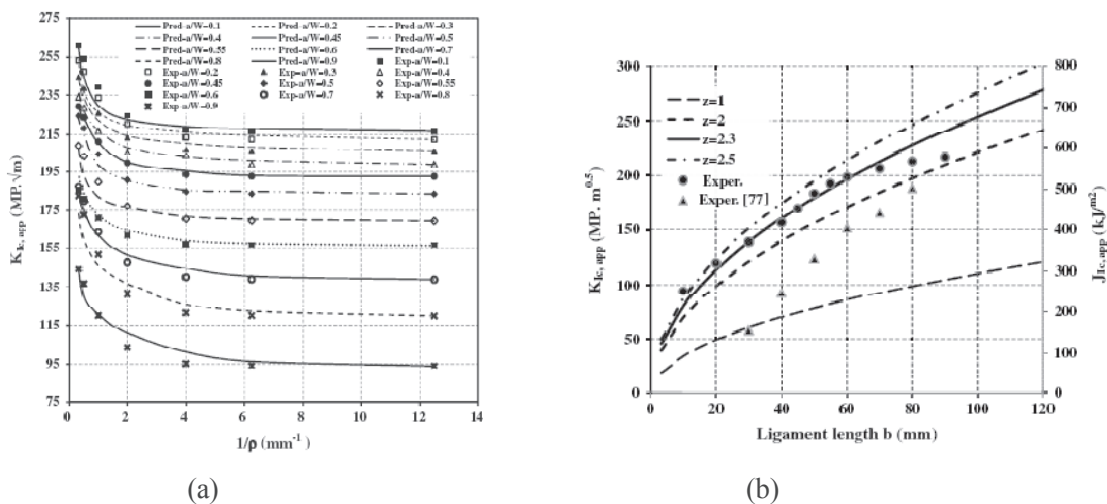 275
255
235
215
195
175
155
135
115
95
75
K_Ic, app (MP.√m)
Pred-a/W=0.1 Pred-a/W=0.2 Pred-a/W=0.3
Pred-a/W=0.4 Pred-a/W=0.45 Pred-a/W=0.5
Pred-a/W=0.55 Pred-a/W=0.6 Pred-a/W=0.7
Pred-a/W=0.8 Pred-a/W=0.9 Exp-a/W=0.1
Exp-a/W=0.2 Exp-a/W=0.3 Exp-a/W=0.4
Exp-a/W=0.45 Exp-a/W=0.5 Exp-a/W=0.55
Exp-a/W=0.6 Exp-a/W=0.7 Exp-a/W=0.8
Exp-a/W=0.9
0 2 4 6 8 10 12 14
1/ρ (mm⁻¹)
(a)
300
250
200
150
100
50
0
K_Ic,app (MP. m^0.5)
z=1
z=2
z=2.3
z=2.5
Exper.
Exper. [77]
800
700
600
500
400
300
200
100
0
J_Ic,app (kJ/m²)
0 20 40 60 80 100 120
Ligament length b (mm)
(b)